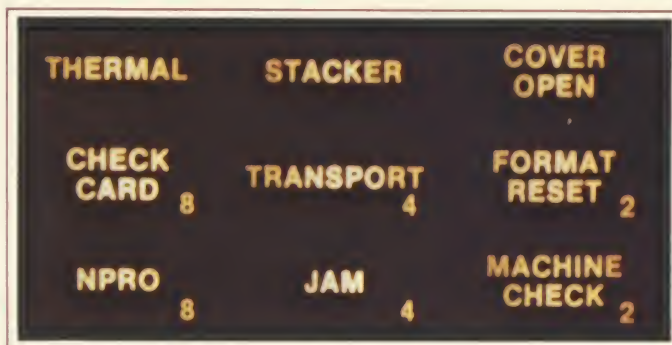 THERMAL STACKER COVER
OPEN
CHECK
CARD 8 TRANSPORT
4 FORMAT
RESET 2
NPRO
8 JAM
4 MACHINE
CHECK 2